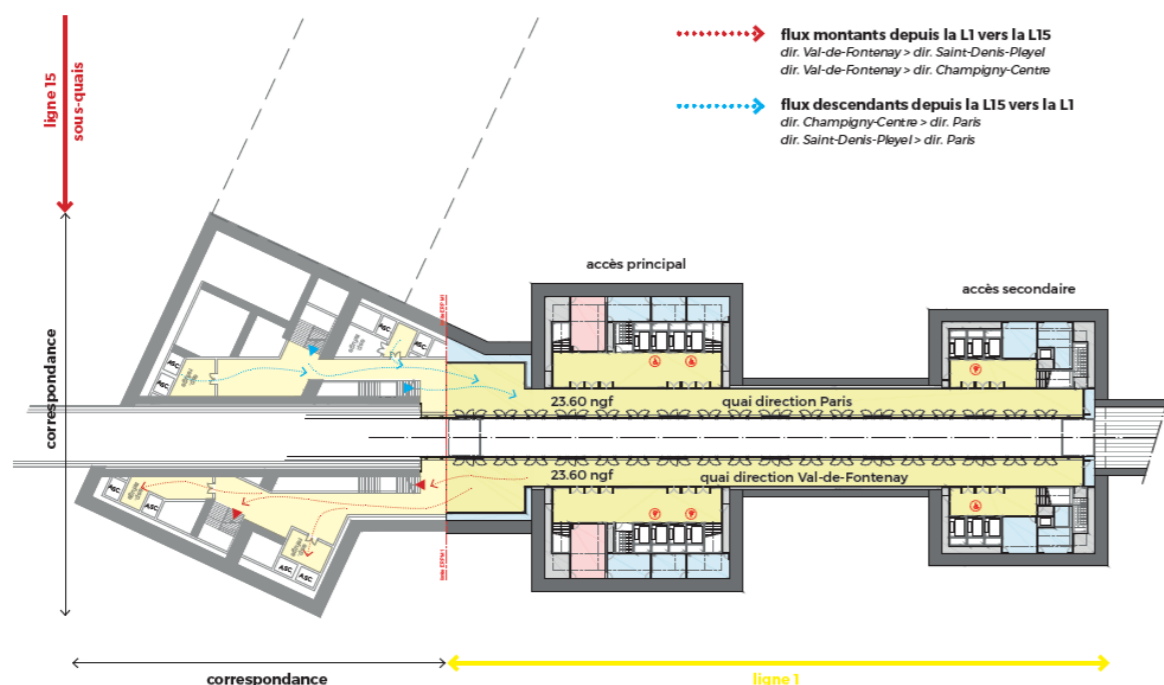 flux montants depuis la L1 vers la L15
dir. Val-de-Fontenay > dir. Saint-Denis-Pleyel
dir. Val-de-Fontenay > dir. Champigny-Centre
flux descendants depuis la L15 vers la L1
dir. Champigny-Centre > dir. Paris
dir. Saint-Denis-Pleyel > dir. Paris
ligne 15
sous-quais
correspondance
accès principal
accès secondaire
ASC
ASC
ASC
ASC
ASC
23.60 ngf
quai direction Paris
23.60 ngf
quai direction Val-de-Fontenay
ASC
ASC
ASC
ASC
ASC
correspondance
ligne 1